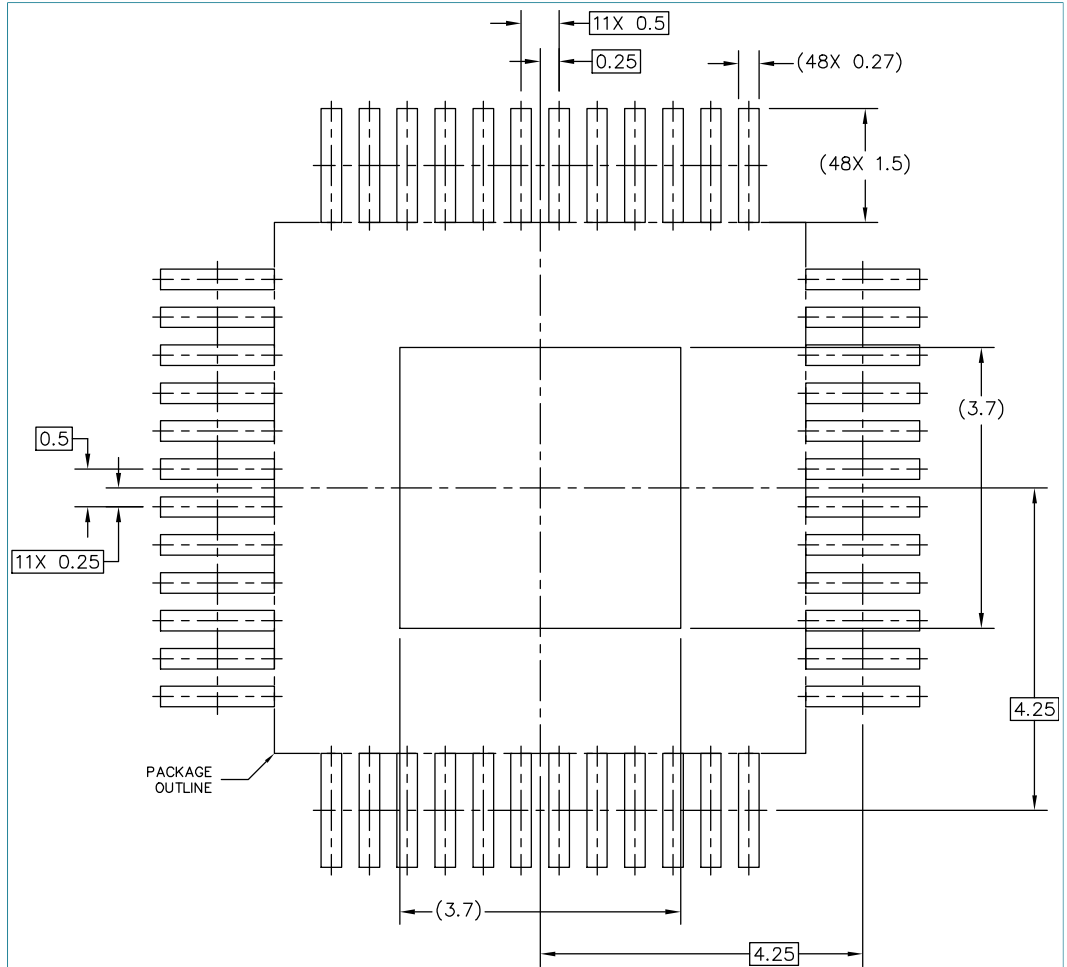 11X 0.5
0.25
(48X 0.27)
(48X 1.5)
(3.7)
0.5
11X 0.25
4.25
PACKAGE
OUTLINE
(3.7)
4.25